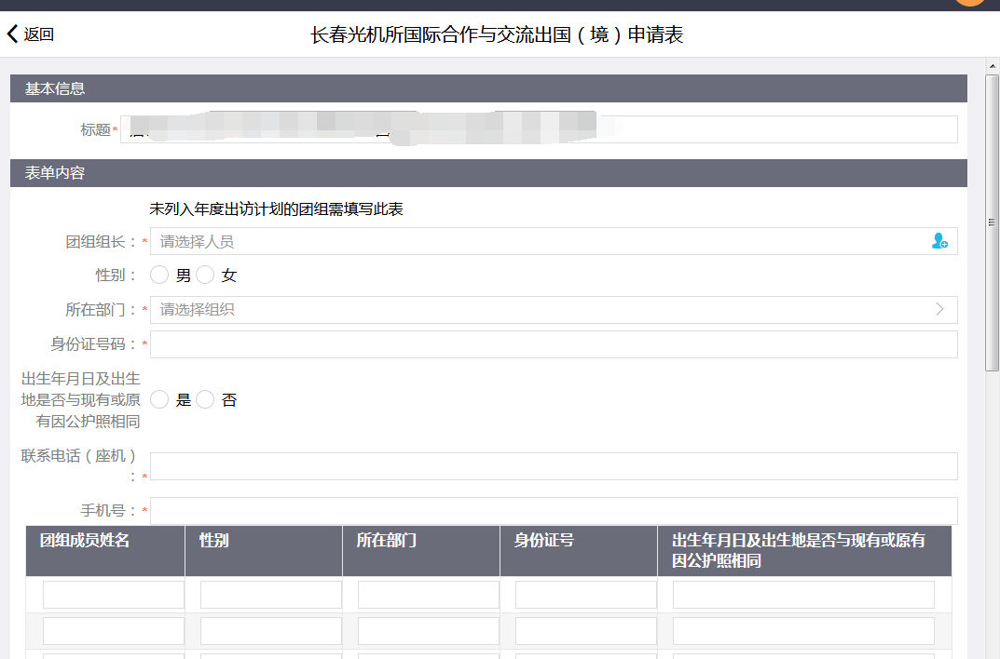 返回
长春光机所国际合作与交流出国（境）申请表
基本信息
标题*
表单内容
未列入年度出访计划的团组需填写此表
团组组长：* 请选择人员
性别： 男 女
所在部门：* 请选择组织
身份证号码：*
出生年月日及出生
地是否与现有或原
有因公护照相同
是 否
联系电话（座机）
：*
手机号：*
团组成员姓名 性别 所在部门 身份证号 出生年月日及出生地是否与现有或原有
因公护照相同